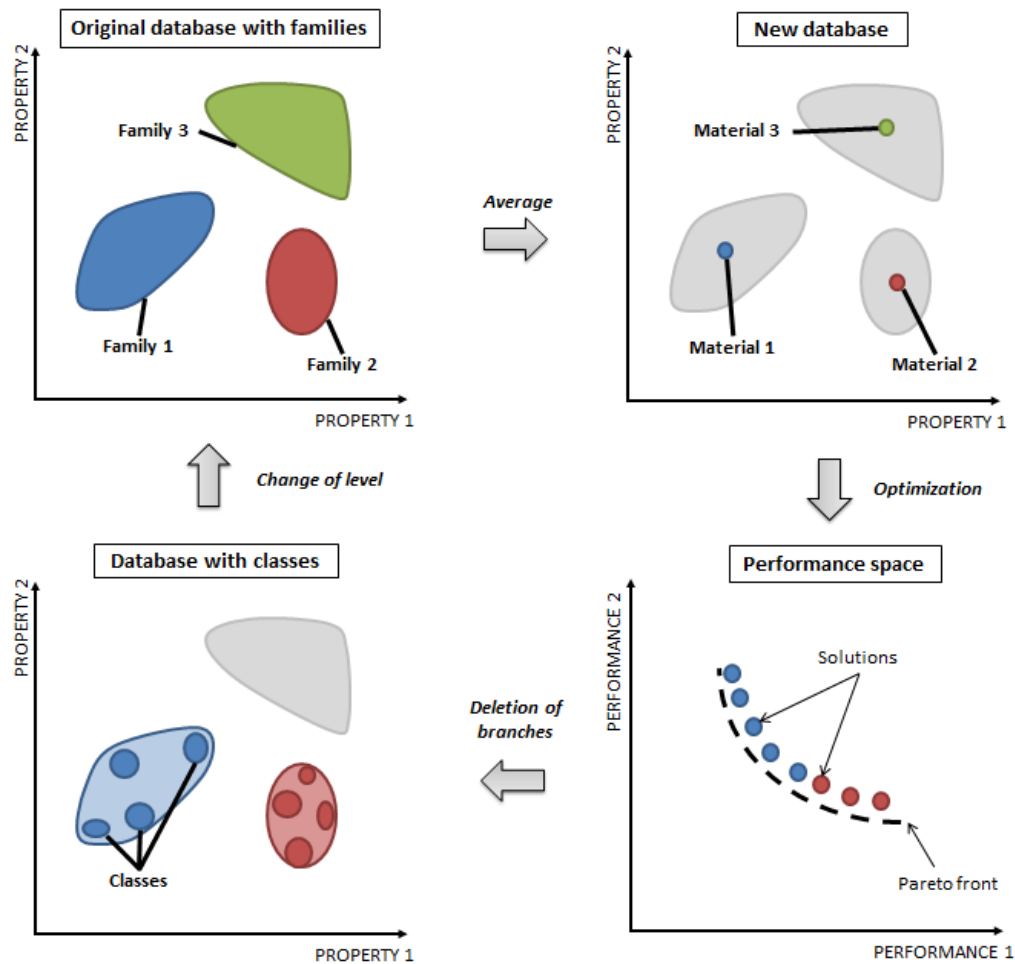 Original database with families
PROPERTY 2
Family 3
Family 1
Family 2
PROPERTY 1
Average
New database
PROPERTY 2
Material 3
Material 1
Material 2
PROPERTY 1
Change of level
Optimization
Database with classes
PROPERTY 2
Classes
PROPERTY 1
Deletion of
branches
Performance space
PERFORMANCE 2
Solutions
Pareto front
PERFORMANCE 1